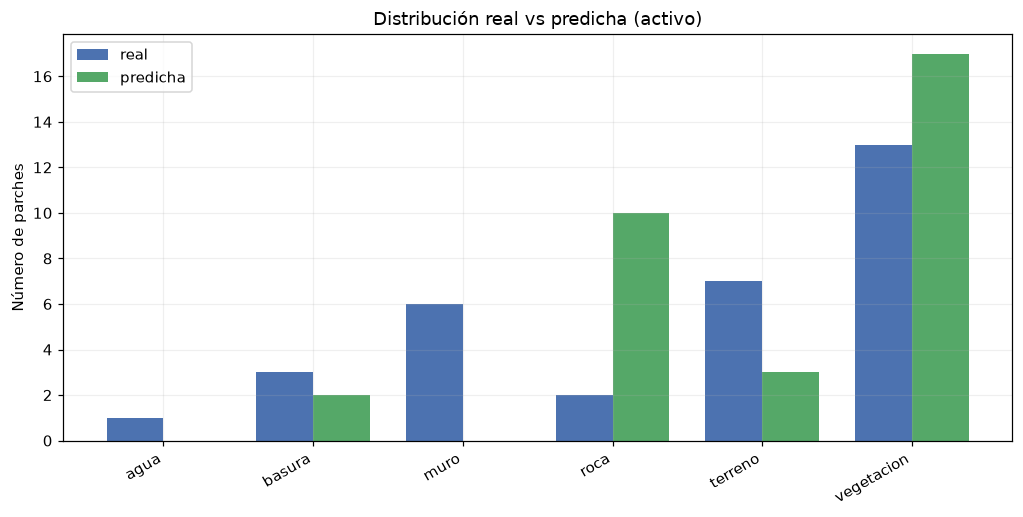 Distribución real vs predicha (activo)
real
predicha
Número de parches
16
14
12
10
8
6
4
2
0
agua
basura
muro
roca
terreno
vegetacion